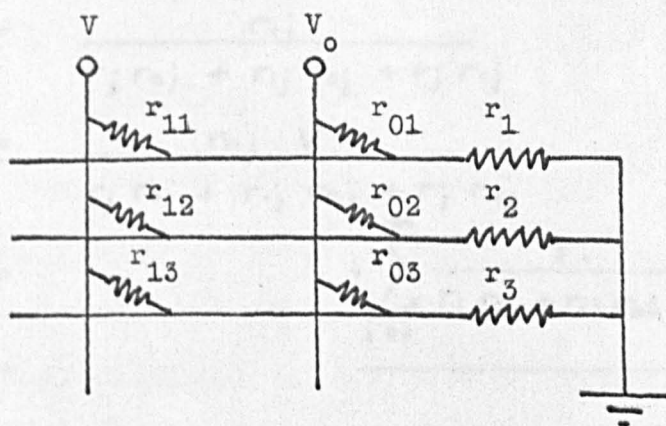 V V₀
r₁₁ r₀₁ r₁
r₁₂ r₀₂ r₂
r₁₃ r₀₃ r₃